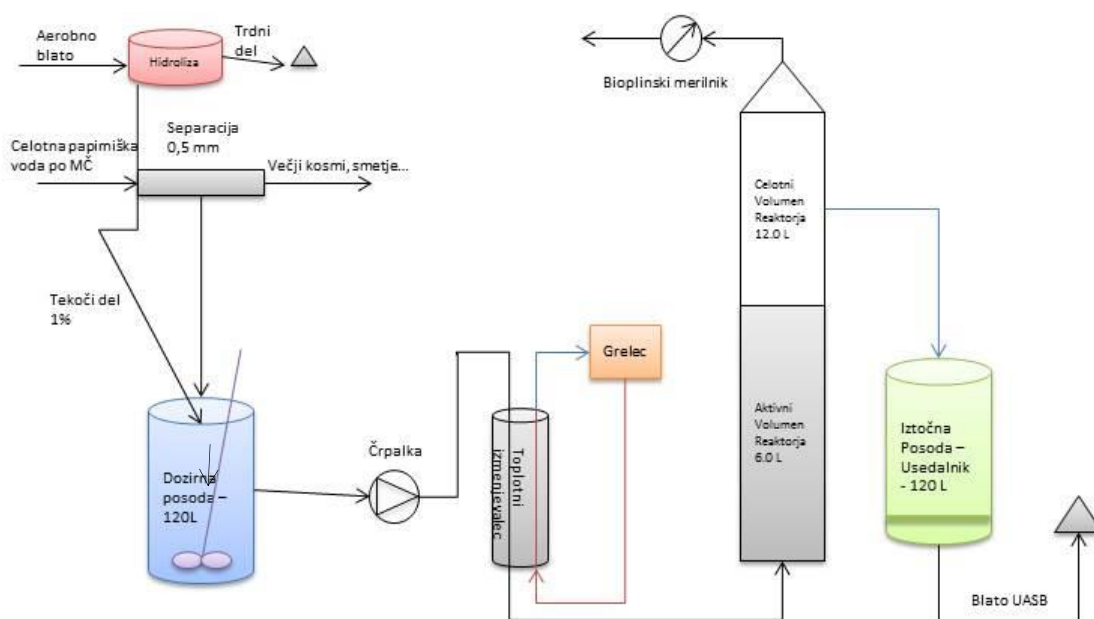 Aerobno
blato
Hidroliza
Trdni
del
Separacija
0,5 mm
Celotna papirniška
voda po MČ
Večji kosmi, smetje...
Tekoči del
1%
Dozirna
posoda –
120L
Črpalka
Toplotni
izmenjevalec
Grelec
Bioplinski merilnik
Celotni
Volumen
Reaktorja
12.0 L
Aktivni
Volumen
Reaktorja
6.0 L
Iztočna
Posoda –
Usedalnik
- 120 L
Blato UASB